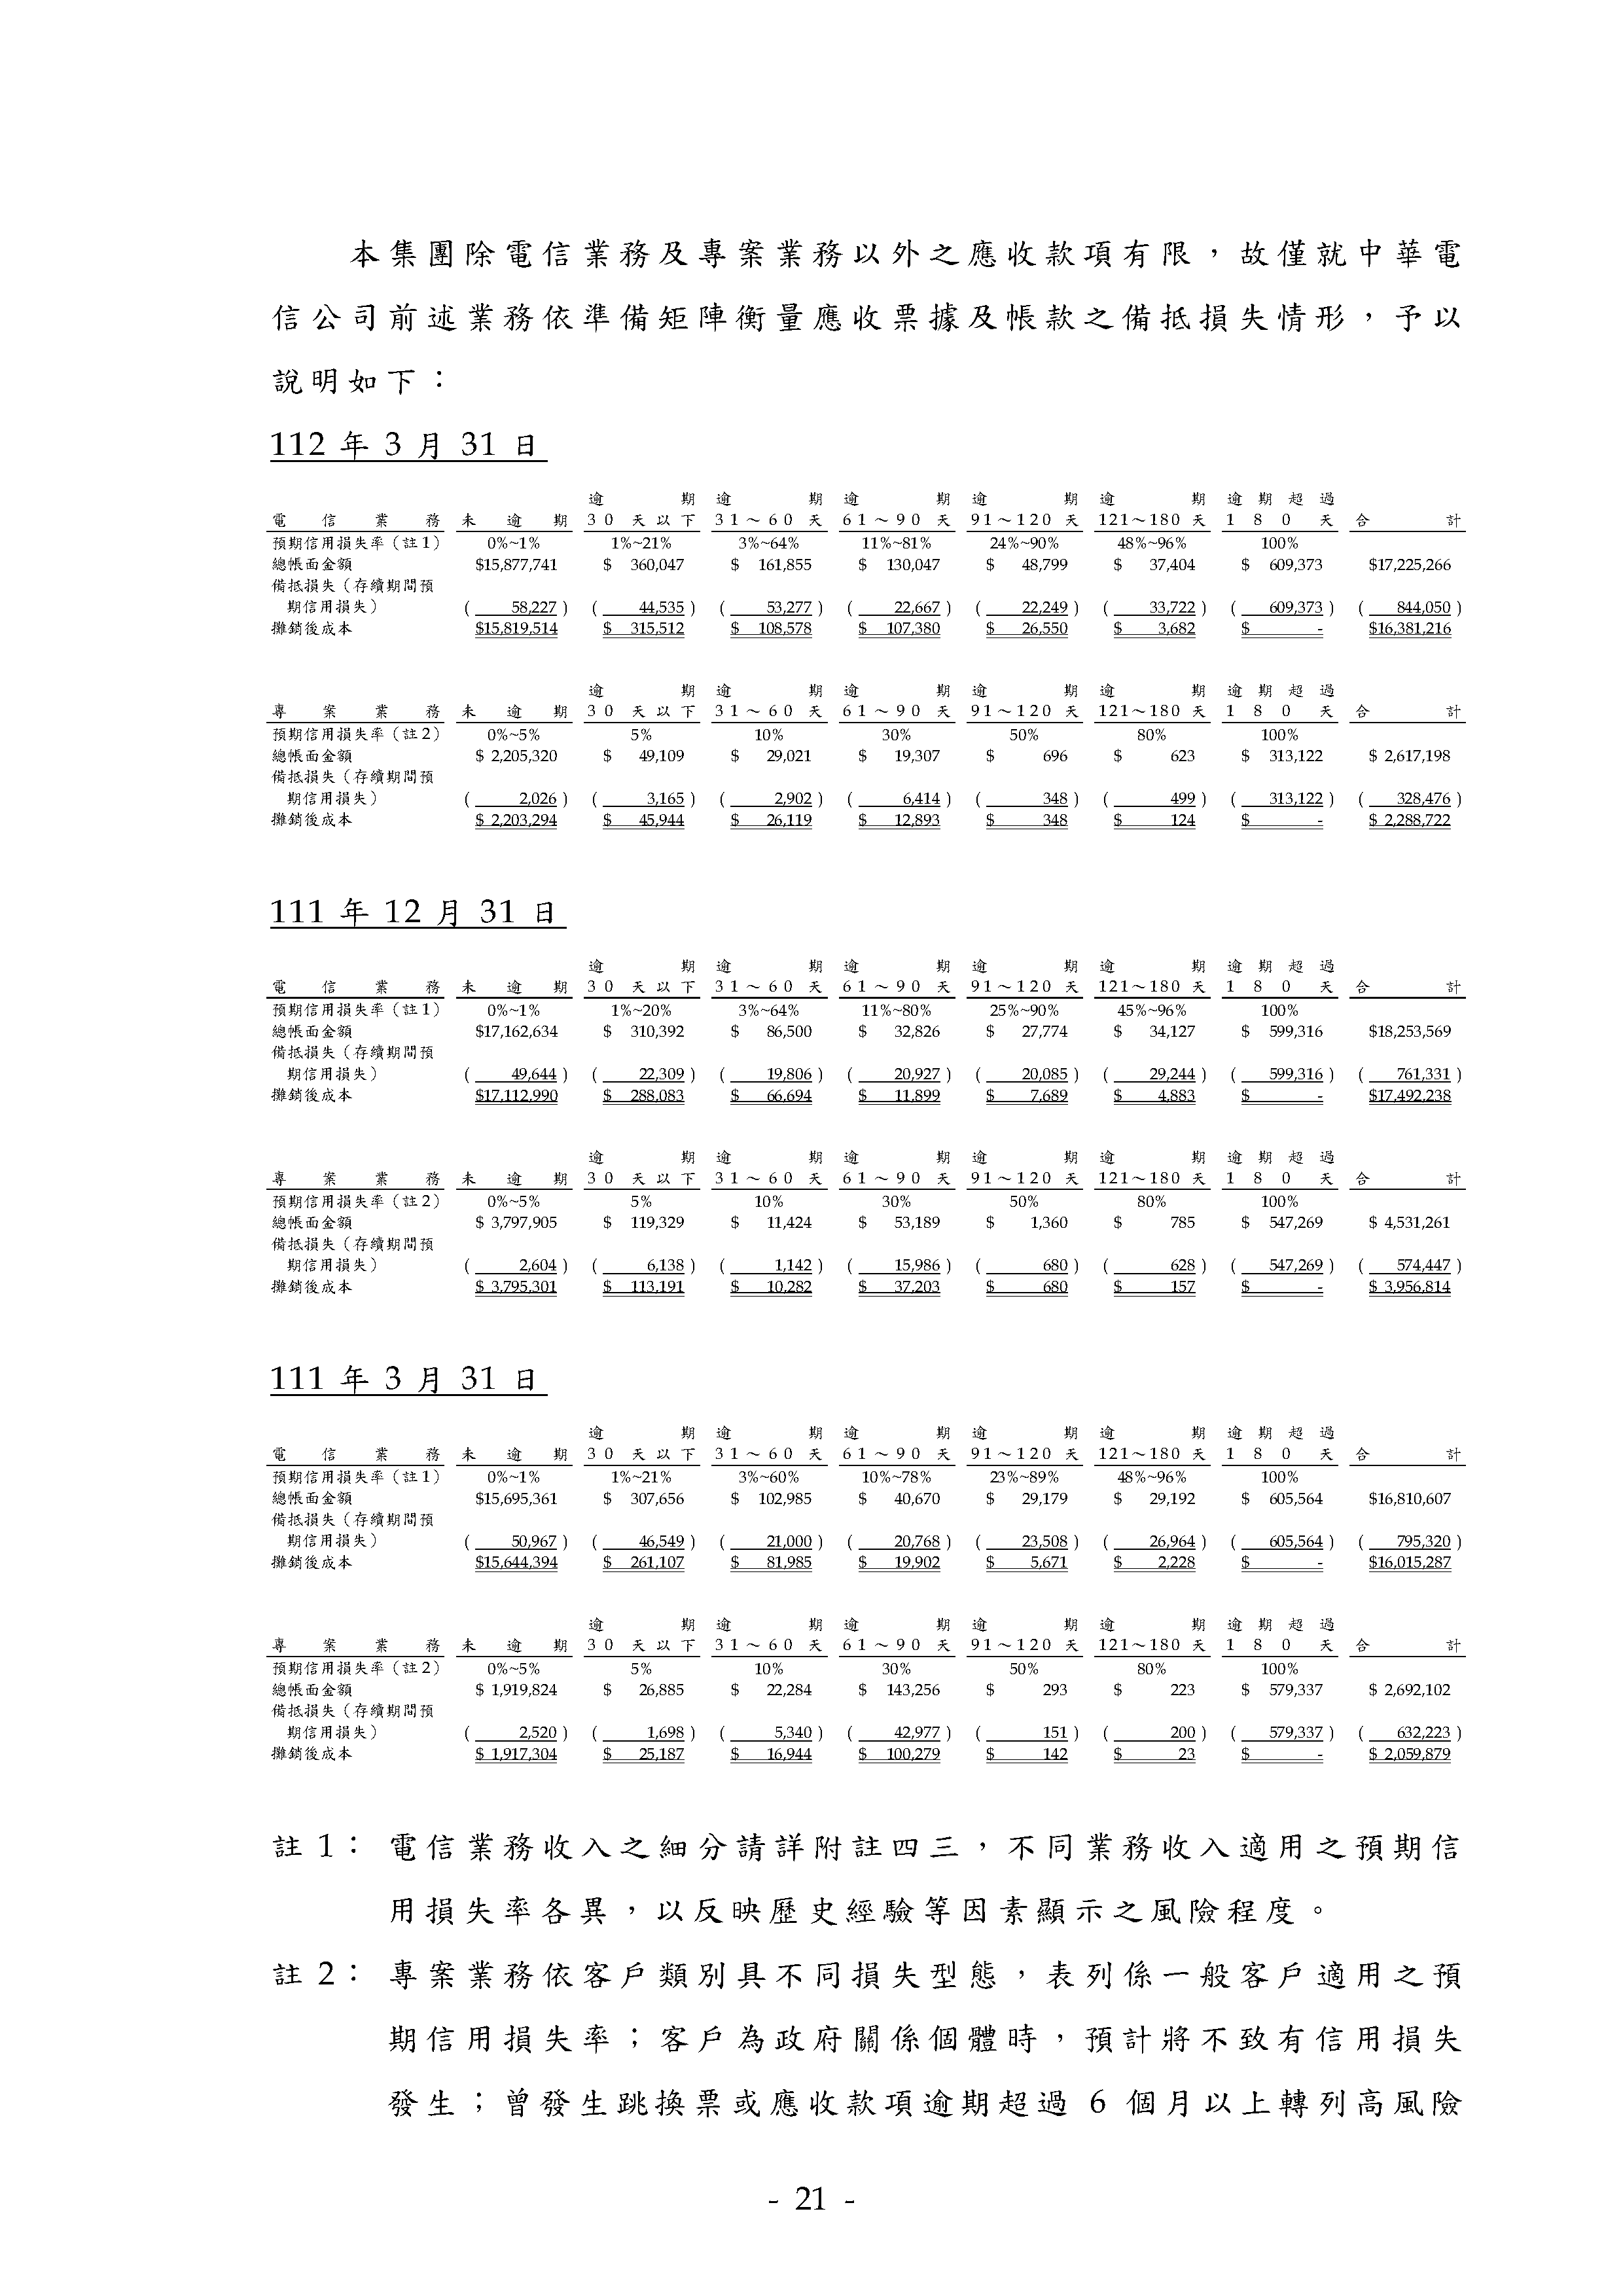 本集團除電信業務及專案業務以外之應收款項有限，故僅就中華電
信公司前述業務依準備矩陣衡量應收票據及帳款之備抵損失情形，予以
說明如下：
112 年 3 月 31 日
逾期 逾期 逾期 逾期 逾期 逾期超過
電信業務 未逾期 30 天以下 31～60 天 61～90 天 91～120 天 121～180 天 180 天 合計
預期信用損失率（註1） 0%~1% 1%~21% 3%~64% 11%~81% 24%~90% 48%~96% 100%
總帳面金額 $15,877,741 $ 360,047 $ 161,855 $ 130,047 $ 48,799 $ 37,404 $ 609,373 $17,225,266
備抵損失（存續期間預
期信用損失） ( 58,227 ) ( 44,535 ) ( 53,277 ) ( 22,667 ) ( 22,249 ) ( 33,722 ) ( 609,373 ) ( 844,050 )
攤銷後成本 $15,819,514 $ 315,512 $ 108,578 $ 107,380 $ 26,550 $ 3,682 $ - $16,381,216
逾期 逾期 逾期 逾期 逾期 逾期超過
專案業務 未逾期 30 天以下 31～60 天 61～90 天 91～120 天 121～180 天 180 天 合計
預期信用損失率（註2） 0%~5% 5% 10% 30% 50% 80% 100%
總帳面金額 $ 2,205,320 $ 49,109 $ 29,021 $ 19,307 $ 696 $ 623 $ 313,122 $ 2,617,198
備抵損失（存續期間預
期信用損失） ( 2,026 ) ( 3,165 ) ( 2,902 ) ( 6,414 ) ( 348 ) ( 499 ) ( 313,122 ) ( 328,476 )
攤銷後成本 $ 2,203,294 $ 45,944 $ 26,119 $ 12,893 $ 348 $ 124 $ - $ 2,288,722
111 年 12 月 31 日
逾期 逾期 逾期 逾期 逾期 逾期超過
電信業務 未逾期 30 天以下 31～60 天 61～90 天 91～120 天 121～180 天 180 天 合計
預期信用損失率（註1） 0%~1% 1%~20% 3%~64% 11%~80% 25%~90% 45%~96% 100%
總帳面金額 $17,162,634 $ 310,392 $ 86,500 $ 32,826 $ 27,774 $ 34,127 $ 599,316 $18,253,569
備抵損失（存續期間預
期信用損失） ( 49,644 ) ( 22,309 ) ( 19,806 ) ( 20,927 ) ( 20,085 ) ( 29,244 ) ( 599,316 ) ( 761,331 )
攤銷後成本 $17,112,990 $ 288,083 $ 66,694 $ 11,899 $ 7,689 $ 4,883 $ - $17,492,238
逾期 逾期 逾期 逾期 逾期 逾期超過
專案業務 未逾期 30 天以下 31～60 天 61～90 天 91～120 天 121～180 天 180 天 合計
預期信用損失率（註2） 0%~5% 5% 10% 30% 50% 80% 100%
總帳面金額 $ 3,797,905 $ 119,329 $ 11,424 $ 53,189 $ 1,360 $ 785 $ 547,269 $ 4,531,261
備抵損失（存續期間預
期信用損失） ( 2,604 ) ( 6,138 ) ( 1,142 ) ( 15,986 ) ( 680 ) ( 628 ) ( 547,269 ) ( 574,447 )
攤銷後成本 $ 3,795,301 $ 113,191 $ 10,282 $ 37,203 $ 680 $ 157 $ - $ 3,956,814
111 年 3 月 31 日
逾期 逾期 逾期 逾期 逾期 逾期超過
電信業務 未逾期 30 天以下 31～60 天 61～90 天 91～120 天 121～180 天 180 天 合計
預期信用損失率（註1） 0%~1% 1%~21% 3%~60% 10%~78% 23%~89% 48%~96% 100%
總帳面金額 $15,695,361 $ 307,656 $ 102,985 $ 40,670 $ 29,179 $ 29,192 $ 605,564 $16,810,607
備抵損失（存續期間預
期信用損失） ( 50,967 ) ( 46,549 ) ( 21,000 ) ( 20,768 ) ( 23,508 ) ( 26,964 ) ( 605,564 ) ( 795,320 )
攤銷後成本 $15,644,394 $ 261,107 $ 81,985 $ 19,902 $ 5,671 $ 2,228 $ - $16,015,287
逾期 逾期 逾期 逾期 逾期 逾期超過
專案業務 未逾期 30 天以下 31～60 天 61～90 天 91～120 天 121～180 天 180 天 合計
預期信用損失率（註2） 0%~5% 5% 10% 30% 50% 80% 100%
總帳面金額 $ 1,919,824 $ 26,885 $ 22,284 $ 143,256 $ 293 $ 223 $ 579,337 $ 2,692,102
備抵損失（存續期間預
期信用損失） ( 2,520 ) ( 1,698 ) ( 5,340 ) ( 42,977 ) ( 151 ) ( 200 ) ( 579,337 ) ( 632,223 )
攤銷後成本 $ 1,917,304 $ 25,187 $ 16,944 $ 100,279 $ 142 $ 23 $ - $ 2,059,879
註 1： 電信業務收入之細分請詳附註四三，不同業務收入適用之預期信
用損失率各異，以反映歷史經驗等因素顯示之風險程度。
註 2： 專案業務依客戶類別具不同損失型態，表列係一般客戶適用之預
期信用損失率；客戶為政府關係個體時，預計將不致有信用損失
發生；曾發生跳換票或應收款項逾期超過 6 個月以上轉列高風險
- 21 -